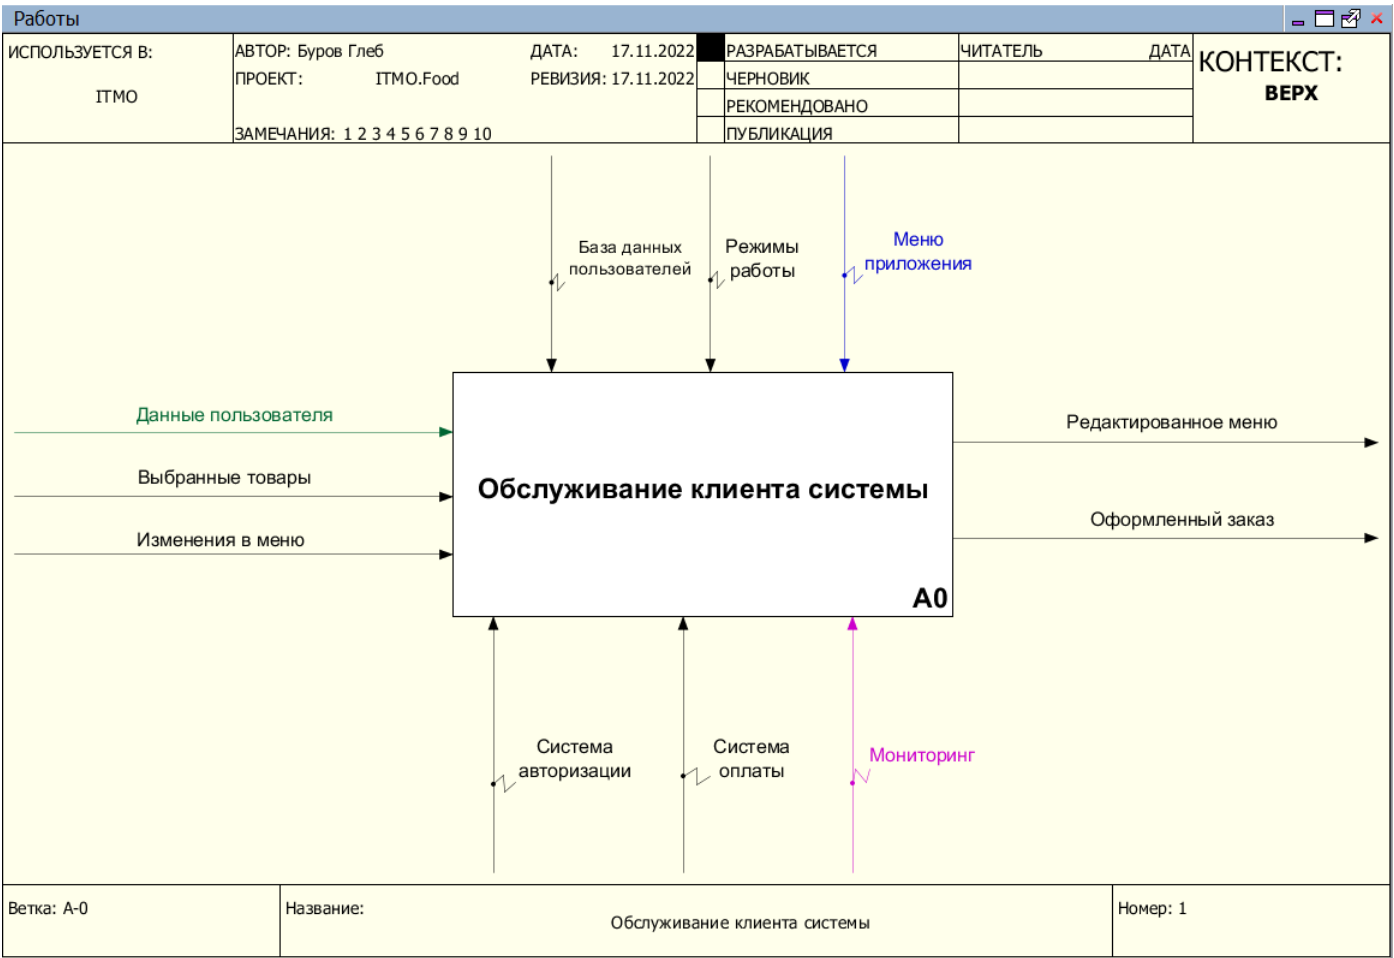 Работы
ИСПОЛЬЗУЕТСЯ В:
ITMO
АВТОР: Буров Глеб
ДАТА: 17.11.2022
ПРОЕКТ: ITMO.Food
РЕВИЗИЯ: 17.11.2022
ЗАМЕЧАНИЯ: 1 2 3 4 5 6 7 8 9 10
РАЗРАБАТЫВАЕТСЯ
ЧЕРНОВИК
РЕКОМЕНДОВАНО
ПУБЛИКАЦИЯ
ЧИТАТЕЛЬ
ДАТА
КОНТЕКСТ:
ВЕРХ
База данных
пользователей
Режимы
работы
Меню
приложения
Данные пользователя
Выбранные товары
Изменения в меню
Обслуживание клиента системы
A0
Редактированное меню
Оформленный заказ
Система
авторизации
Система
оплаты
Мониторинг
Ветка: A-0
Название:
Обслуживание клиента системы
Номер: 1